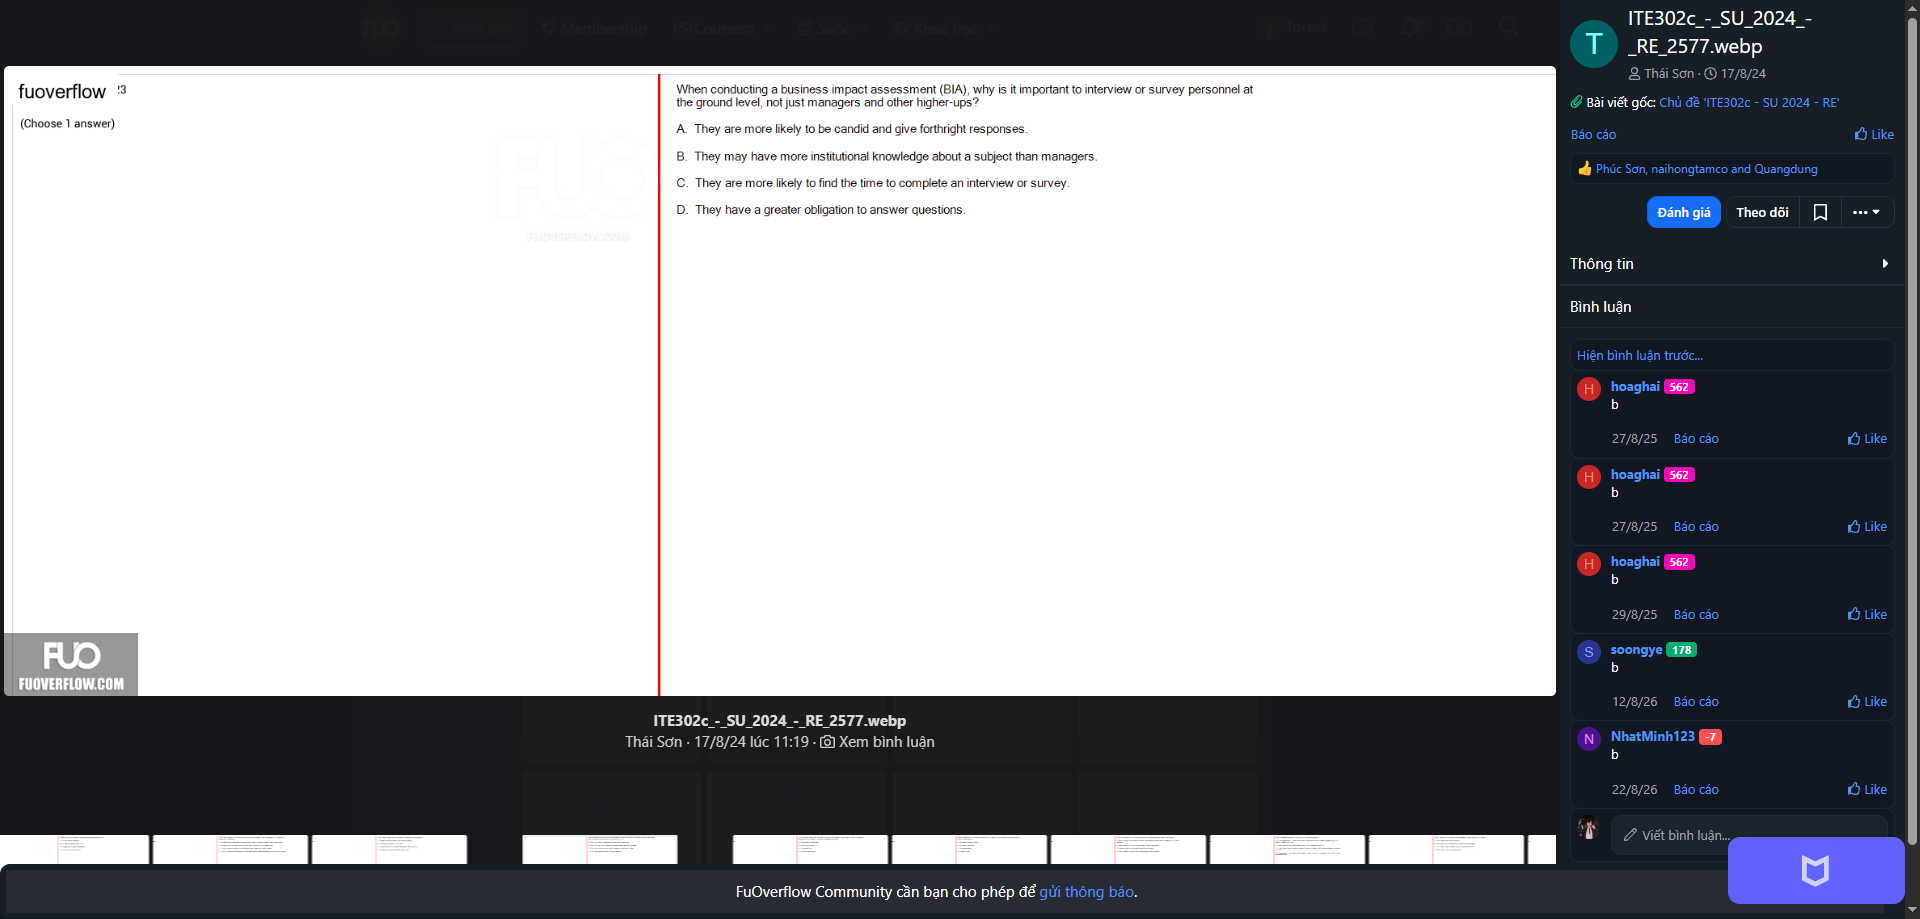 fuoverflow
23
(Choose 1 answer)
When conducting a business impact assessment (BIA), why is it important to interview or survey personnel at
the ground level, not just managers and other higher-ups?
A. They are more likely to be candid and give forthright responses.
B. They may have more institutional knowledge about a subject than managers.
C. They are more likely to find the time to complete an interview or survey.
D. They have a greater obligation to answer questions.
FUO
FUOVERFLOW.COM
FUO
FUOVERFLOW.COM
ITE302c_-_SU_2024_-_RE_2577.webp
Thái Sơn · 17/8/24 lúc 11:19 · Xem bình luận
FuOverflow Community cần bạn cho phép để gửi thông báo.
T
ITE302c_-_SU_2024_-
_RE_2577.webp
Thái Sơn · 17/8/24
Bài viết gốc: Chủ đề 'ITE302c - SU 2024 - RE'
Báo cáo
Like
Phúc Sơn, naihongtamco and Quangdung
Đánh giá
Theo dõi
Thông tin
Bình luận
Hiện bình luận trước...
H
hoaghai 562
b
27/8/25 Báo cáo Like
H
hoaghai 562
b
27/8/25 Báo cáo Like
H
hoaghai 562
b
29/8/25 Báo cáo Like
S
soongye 178
b
12/8/26 Báo cáo Like
N
NhatMinh123 -7
b
22/8/26 Báo cáo Like
Viết bình luận...